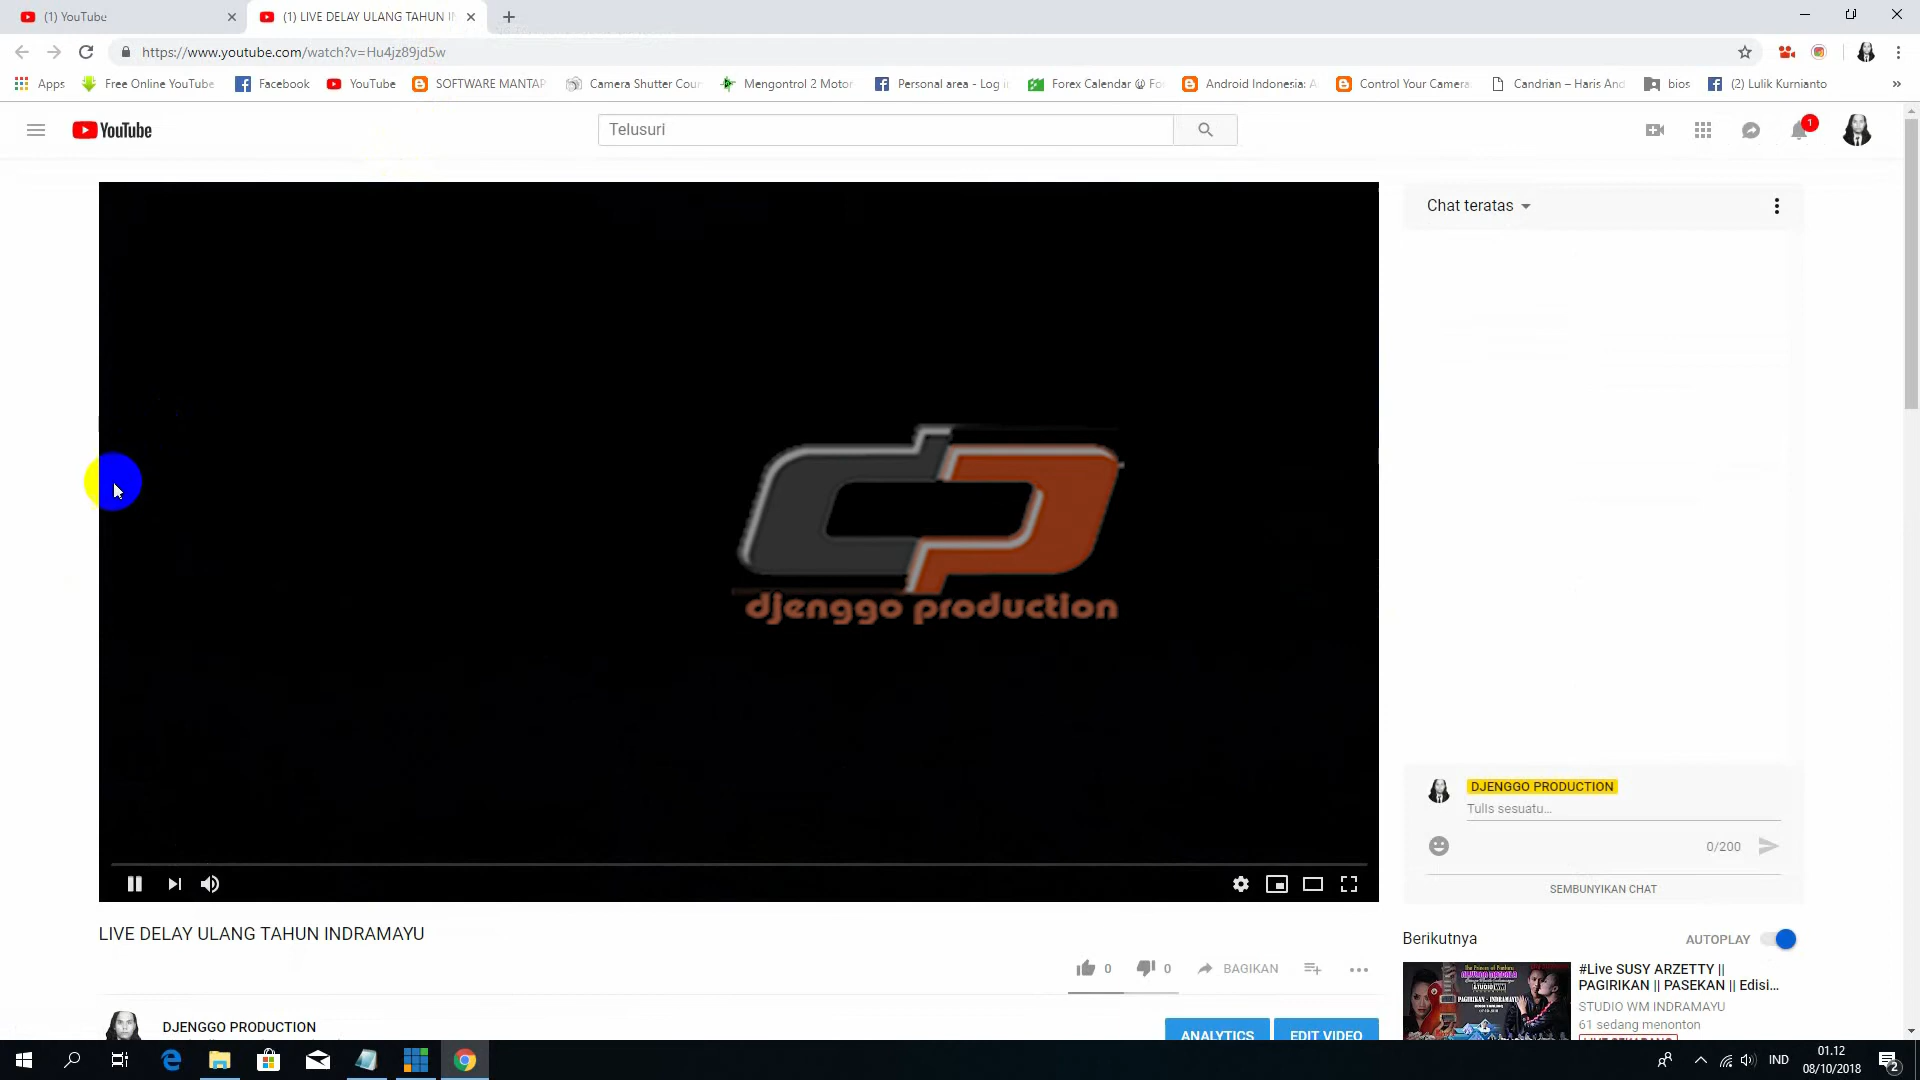 (1) YouTube
(1) LIVE DELAY ULANG TAHUN IN
https://www.youtube.com/watch?v=Hu4jz89jd5w
Apps
Free Online YouTube
Facebook
YouTube
SOFTWARE MANTAP
Camera Shutter Cour
Mengontrol 2 Motor
Personal area - Log i
Forex Calendar @ Fo
Android Indonesia: A
Control Your Camera
Candrian – Haris And
bios
(2) Lulik Kurnianto
»
YouTube
Telusuri
1
Chat teratas
djenggo production
DJENGGO PRODUCTION
Tulis sesuatu...
0/200
SEMBUNYIKAN CHAT
LIVE DELAY ULANG TAHUN INDRAMAYU
0
0
BAGIKAN
DJENGGO PRODUCTION
ANALYTICS
EDIT VIDEO
Berikutnya
AUTOPLAY
#Live SUSY ARZETTY ||
PAGIRIKAN || PASEKAN || Edisi...
STUDIO WM INDRAMAYU
61 sedang menonton
IND
01.12
08/10/2018
2